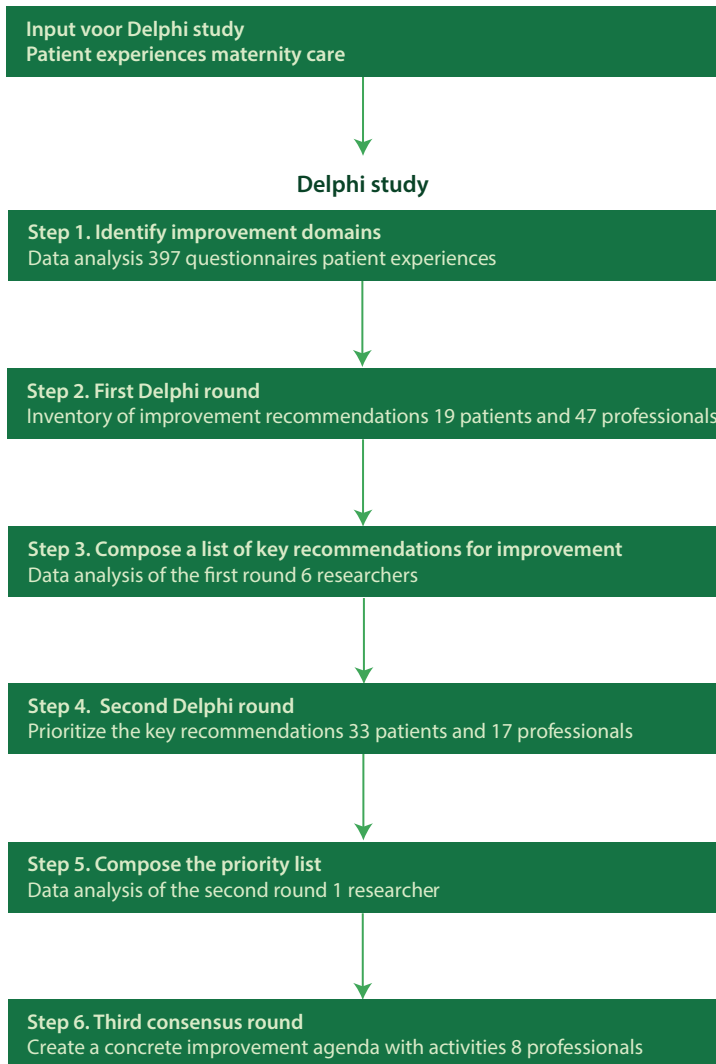 Input voor Delphi study
Patient experiences maternity care
Delphi study
Step 1. Identify improvement domains
Data analysis 397 questionnaires patient experiences
Step 2. First Delphi round
Inventory of improvement recommendations 19 patients and 47 professionals
Step 3. Compose a list of key recommendations for improvement
Data analysis of the first round 6 researchers
Step 4. Second Delphi round
Prioritize the key recommendations 33 patients and 17 professionals
Step 5. Compose the priority list
Data analysis of the second round 1 researcher
Step 6. Third consensus round
Create a concrete improvement agenda with activities 8 professionals